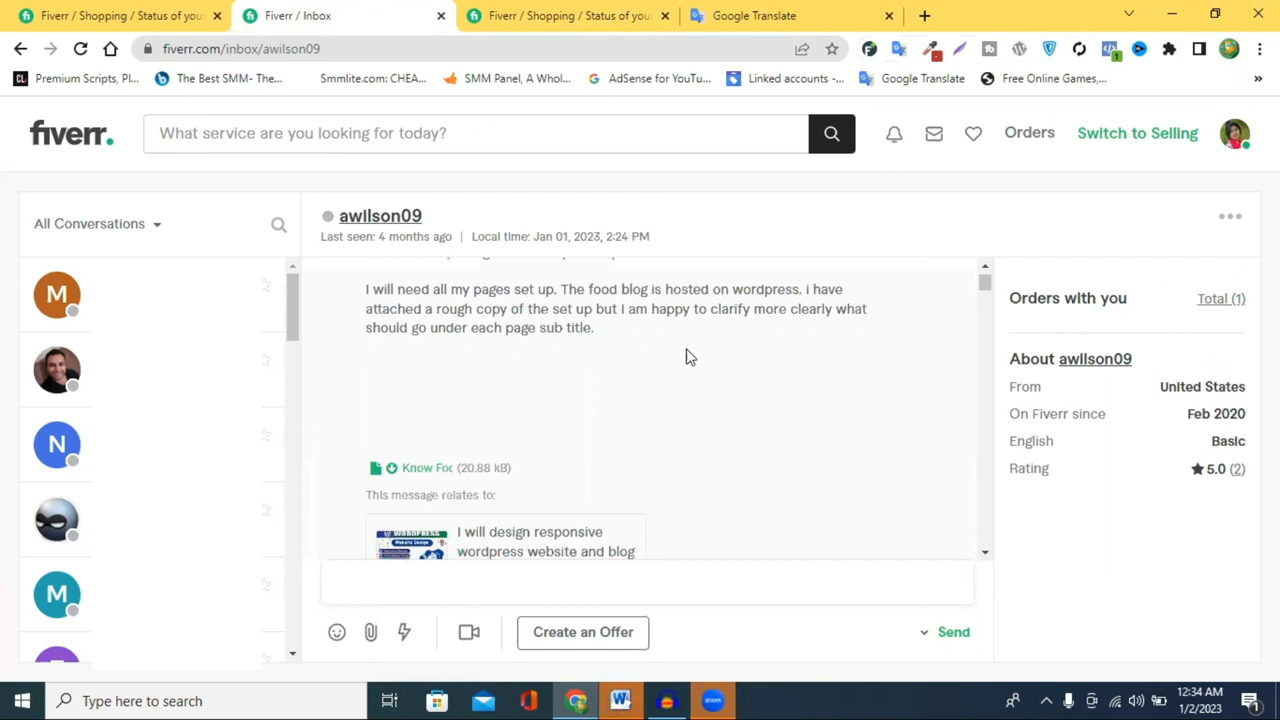 Fiverr / Shopping / Status of you
Fiverr / Inbox
Fiverr / Shopping / Status of you
Google Translate
fiverr.com/inbox/awilson09
1
CL
Premium Scripts, Pl...
The Best SMM- The...
Smmlite.com: CHEA...
SMM Panel, A Whol...
AdSense for YouTu...
Linked accounts -...
Google Translate
Free Online Games,...
fiverr.
What service are you looking for today?
Orders
Switch to Selling
All Conversations
awilson09
Last seen: 4 months ago | Local time: Jan 01, 2023, 2:24 PM
M
N
M
I will need all my pages set up. The food blog is hosted on wordpress. i have
attached a rough copy of the set up but I am happy to clarify more clearly what
should go under each page sub title.
Know Foc (20.88 kB)
This message relates to:
WORDPRESS
Website Design
I will design responsive
wordpress website and blog
Create an Offer
Send
Orders with you
Total (1)
About awilson09
From
United States
On Fiverr since
Feb 2020
English
Basic
Rating
5.0 (2)
Type here to search
12:34 AM
1/2/2023
1